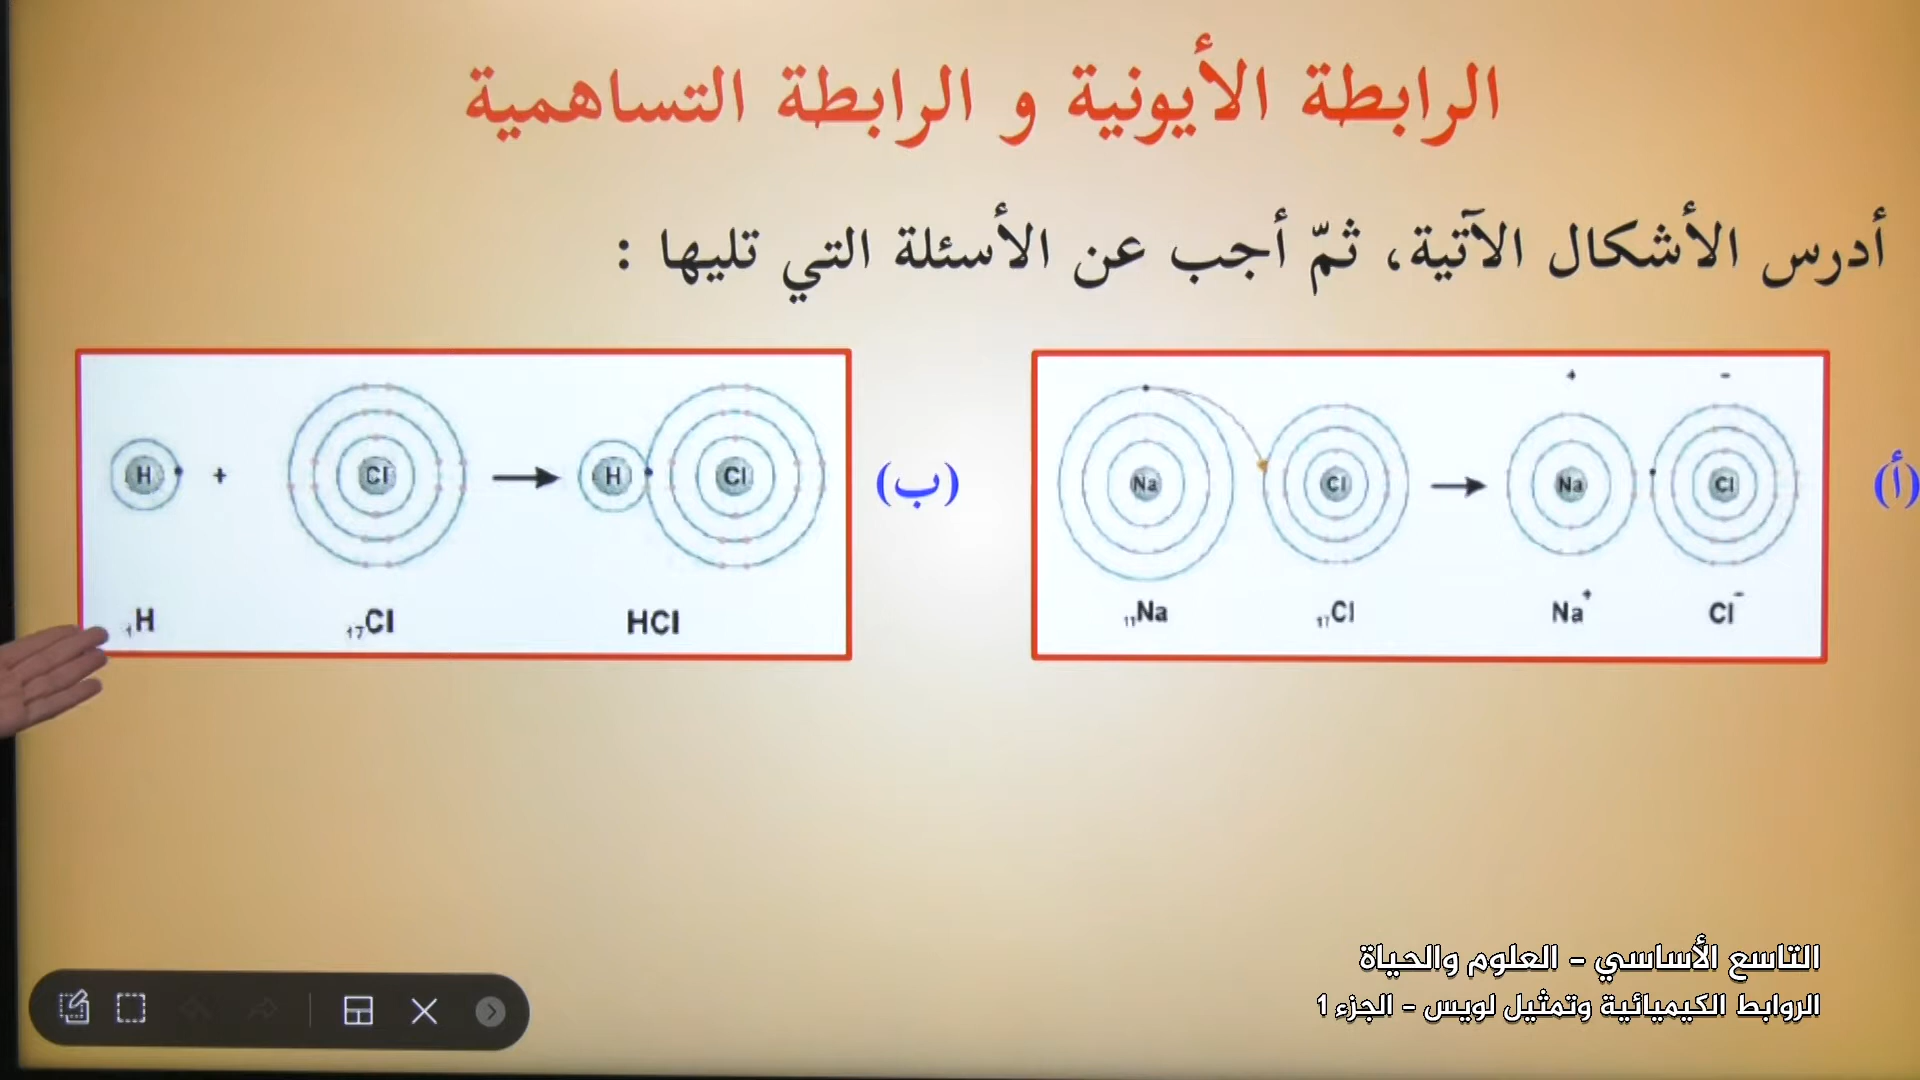 الرابطة الأيونية و الرابطة التساهمية
أدرس الأشكال الآتية، ثمّ أجب عن الأسئلة التي تليها :
(أ)
+ -
Na Cl Na Cl
₁₁Na ₁₇Cl Na⁺ Cl⁻
(ب)
H + Cl H Cl
₁H ₁₇Cl HCl
التاسع الأساسي - العلوم والحياة
الروابط الكيميائية وتمثيل لويس - الجزء 1